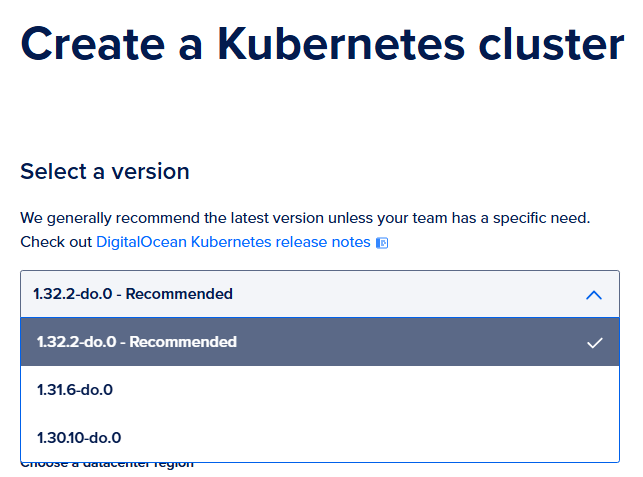 Create a Kubernetes cluster
Select a version
We generally recommend the latest version unless your team has a specific need.
Check out DigitalOcean Kubernetes release notes
1.32.2-do.0 - Recommended
1.32.2-do.0 - Recommended
1.31.6-do.0
1.30.10-do.0
Choose a datacenter region